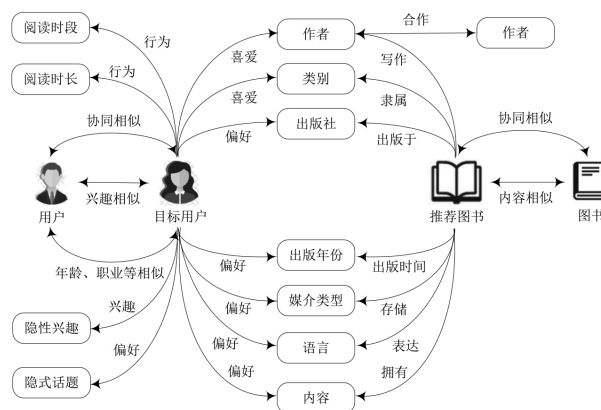 阅读时段
行为
喜爱
作者
合作
作者
写作
阅读时长
行为
喜爱
类别
隶属
协同相似
偏好
出版社
出版于
协同相似
用户
兴趣相似
目标用户
推荐图书
内容相似
图书
年龄、职业等相似
偏好
出版年份
出版时间
兴趣
偏好
媒介类型
存储
隐性兴趣
偏好
偏好
语言
表达
隐式话题
偏好
内容
拥有